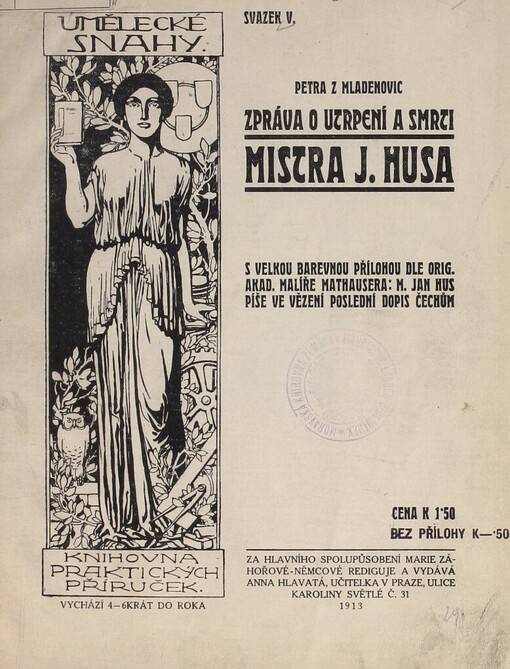 UMĚLECKÉ
SNAHY.
SVAZEK V.
PETRA Z MLADENOVIC
ZPRÁVA O UTRPENÍ A SMRTI
MISTRA J. HUSA
S VELKOU BAREVNOU PŘÍLOHOU DLE ORIG.
AKAD. MALÍŘE MATHAUSERA: M. JAN HUS
PÍŠE VE VĚZENÍ POSLEDNÍ DOPIS ČECHŮM
CENA K 1·50
BEZ PŘÍLOHY K—·50
KNIHOVNA
PRAKTICKÝCH
PŘÍRUČEK.
VYCHÁZÍ 4–6KRÁT DO ROKA
ZA HLAVNÍHO SPOLUPŮSOBENÍ MARIE ZÁ-
HOŘOVÉ-NĚMCOVÉ REDIGUJE A VYDÁVÁ
ANNA HLAVATÁ, UČITELKA V PRAZE, ULICE
KAROLINY SVĚTLÉ Č. 31
1913